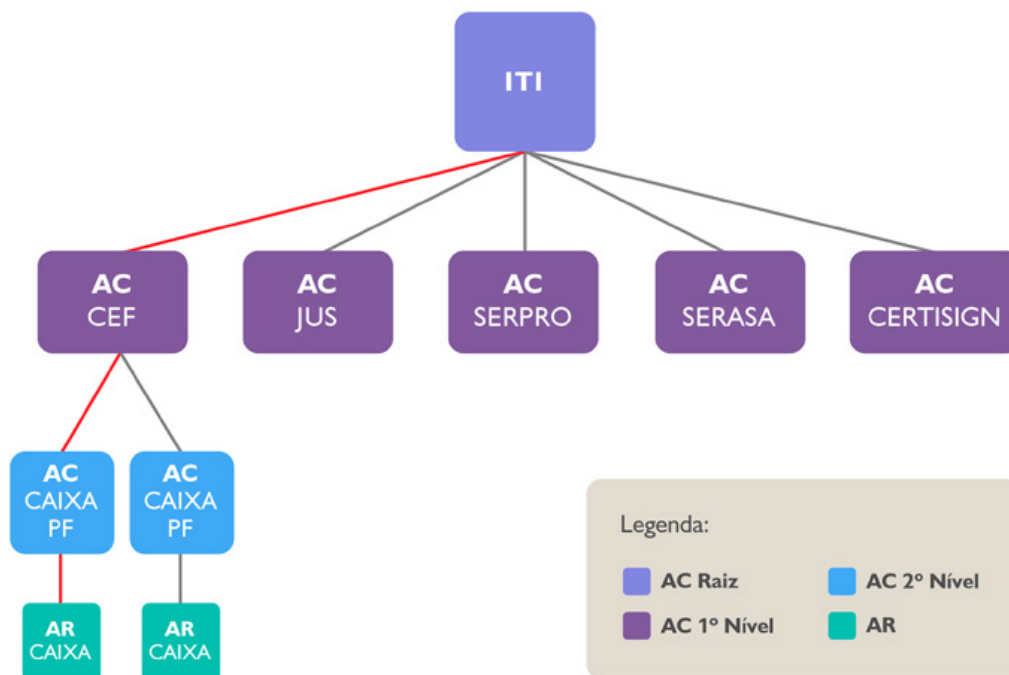 ITI
AC
CEF
AC
JUS
AC
SERPRO
AC
SERASA
AC
CERTISIGN
AC
CAIXA
PF
AC
CAIXA
PF
AR
CAIXA
AR
CAIXA
Legenda:
AC Raiz
AC 2º Nível
AC 1º Nível
AR